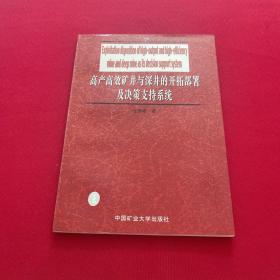 Exploitation disposition of high-output and high-efficiency
mine and deep mine as its decision support system
高产高效矿井与深井的开拓部署
及决策支持系统
著
中国矿业大学出版社